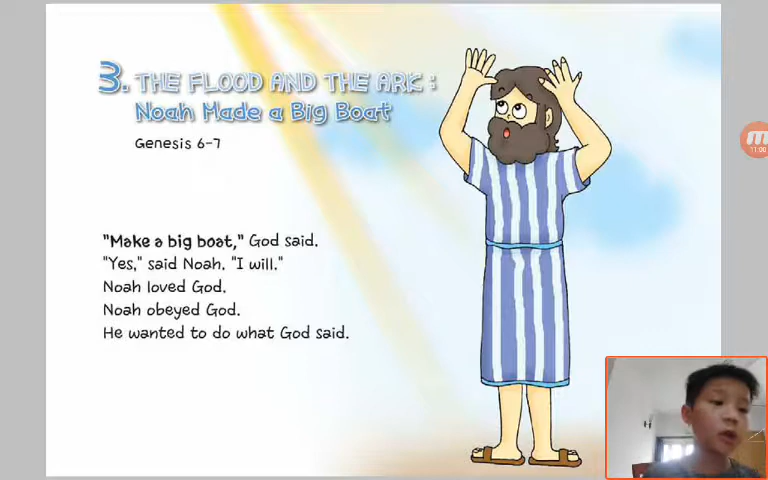 3. THE FLOOD AND THE ARK :
Noah Made a Big Boat
Genesis 6-7
"Make a big boat," God said.
"Yes," said Noah. "I will."
Noah loved God.
Noah obeyed God.
He wanted to do what God said.